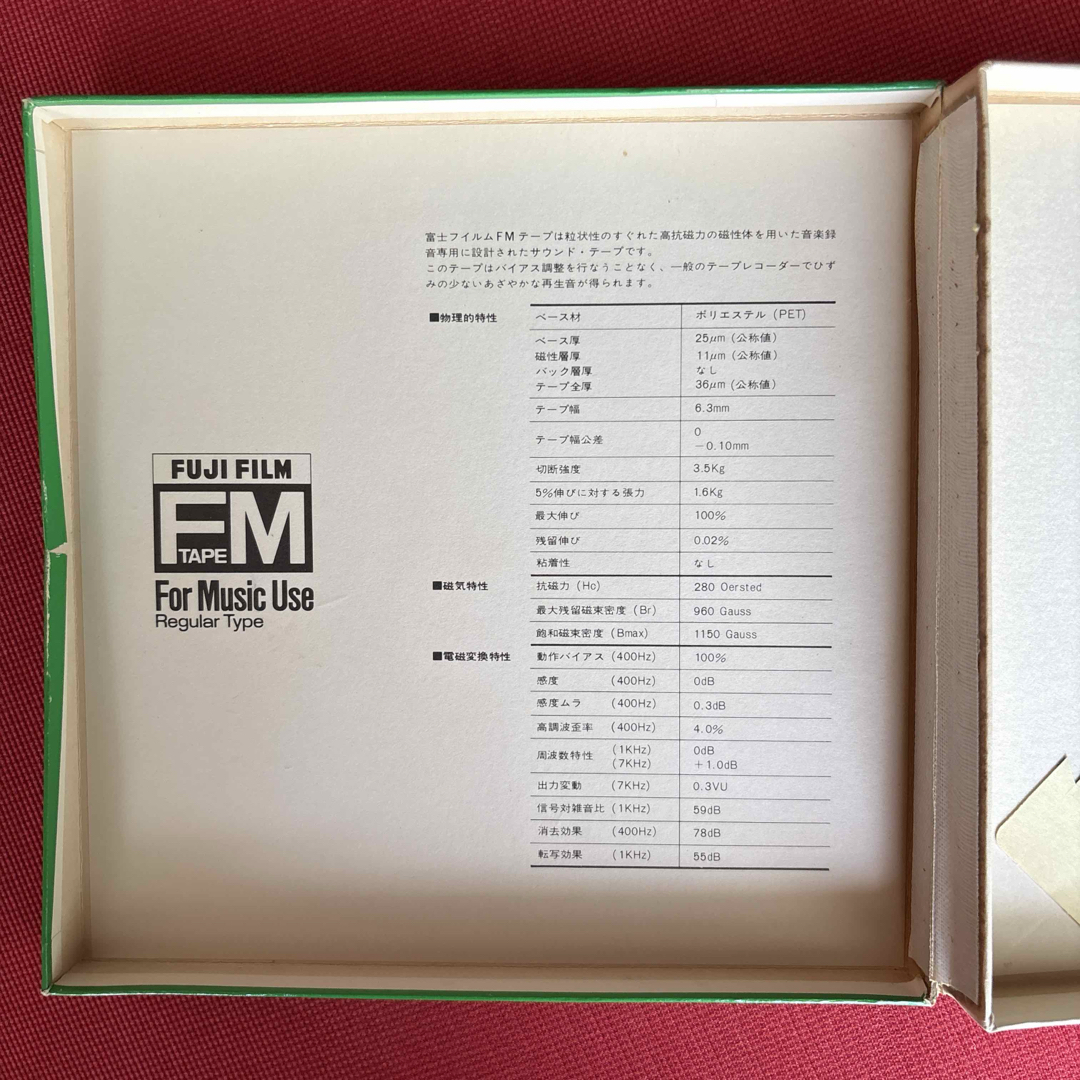 富士フイルムFMテープは粒状性のすぐれた高抗磁力の磁性体を用いた音楽録
音専用に設計されたサウンド・テープです。
このテープはバイアス調整を行なうことなく、一般のテープレコーダーでひず
みの少ないあざやかな再生音が得られます。
■物理的特性 ベース材 ポリエステル (PET)
ベース厚 25μm (公称値)
磁性層厚 11μm (公称値)
バック層厚 なし
テープ全厚 36μm (公称値)
テープ幅 6.3mm
テープ幅公差 0
−0.10mm
切断強度 3.5Kg
5%伸びに対する張力 1.6Kg
最大伸び 100%
残留伸び 0.02%
粘着性 なし
■磁気特性 抗磁力 (Hc) 280 Oersted
最大残留磁束密度 (Br) 960 Gauss
飽和磁束密度 (Bmax) 1150 Gauss
■電磁変換特性 動作バイアス (400Hz) 100%
感度 (400Hz) 0dB
感度ムラ (400Hz) 0.3dB
高調波歪率 (400Hz) 4.0%
周波数特性 (1KHz) 0dB
(7KHz) +1.0dB
出力変動 (7KHz) 0.3VU
信号対雑音比 (1KHz) 59dB
消去効果 (400Hz) 78dB
転写効果 (1KHz) 55dB
FUJI FILM
FM
TAPE
For Music Use
Regular Type